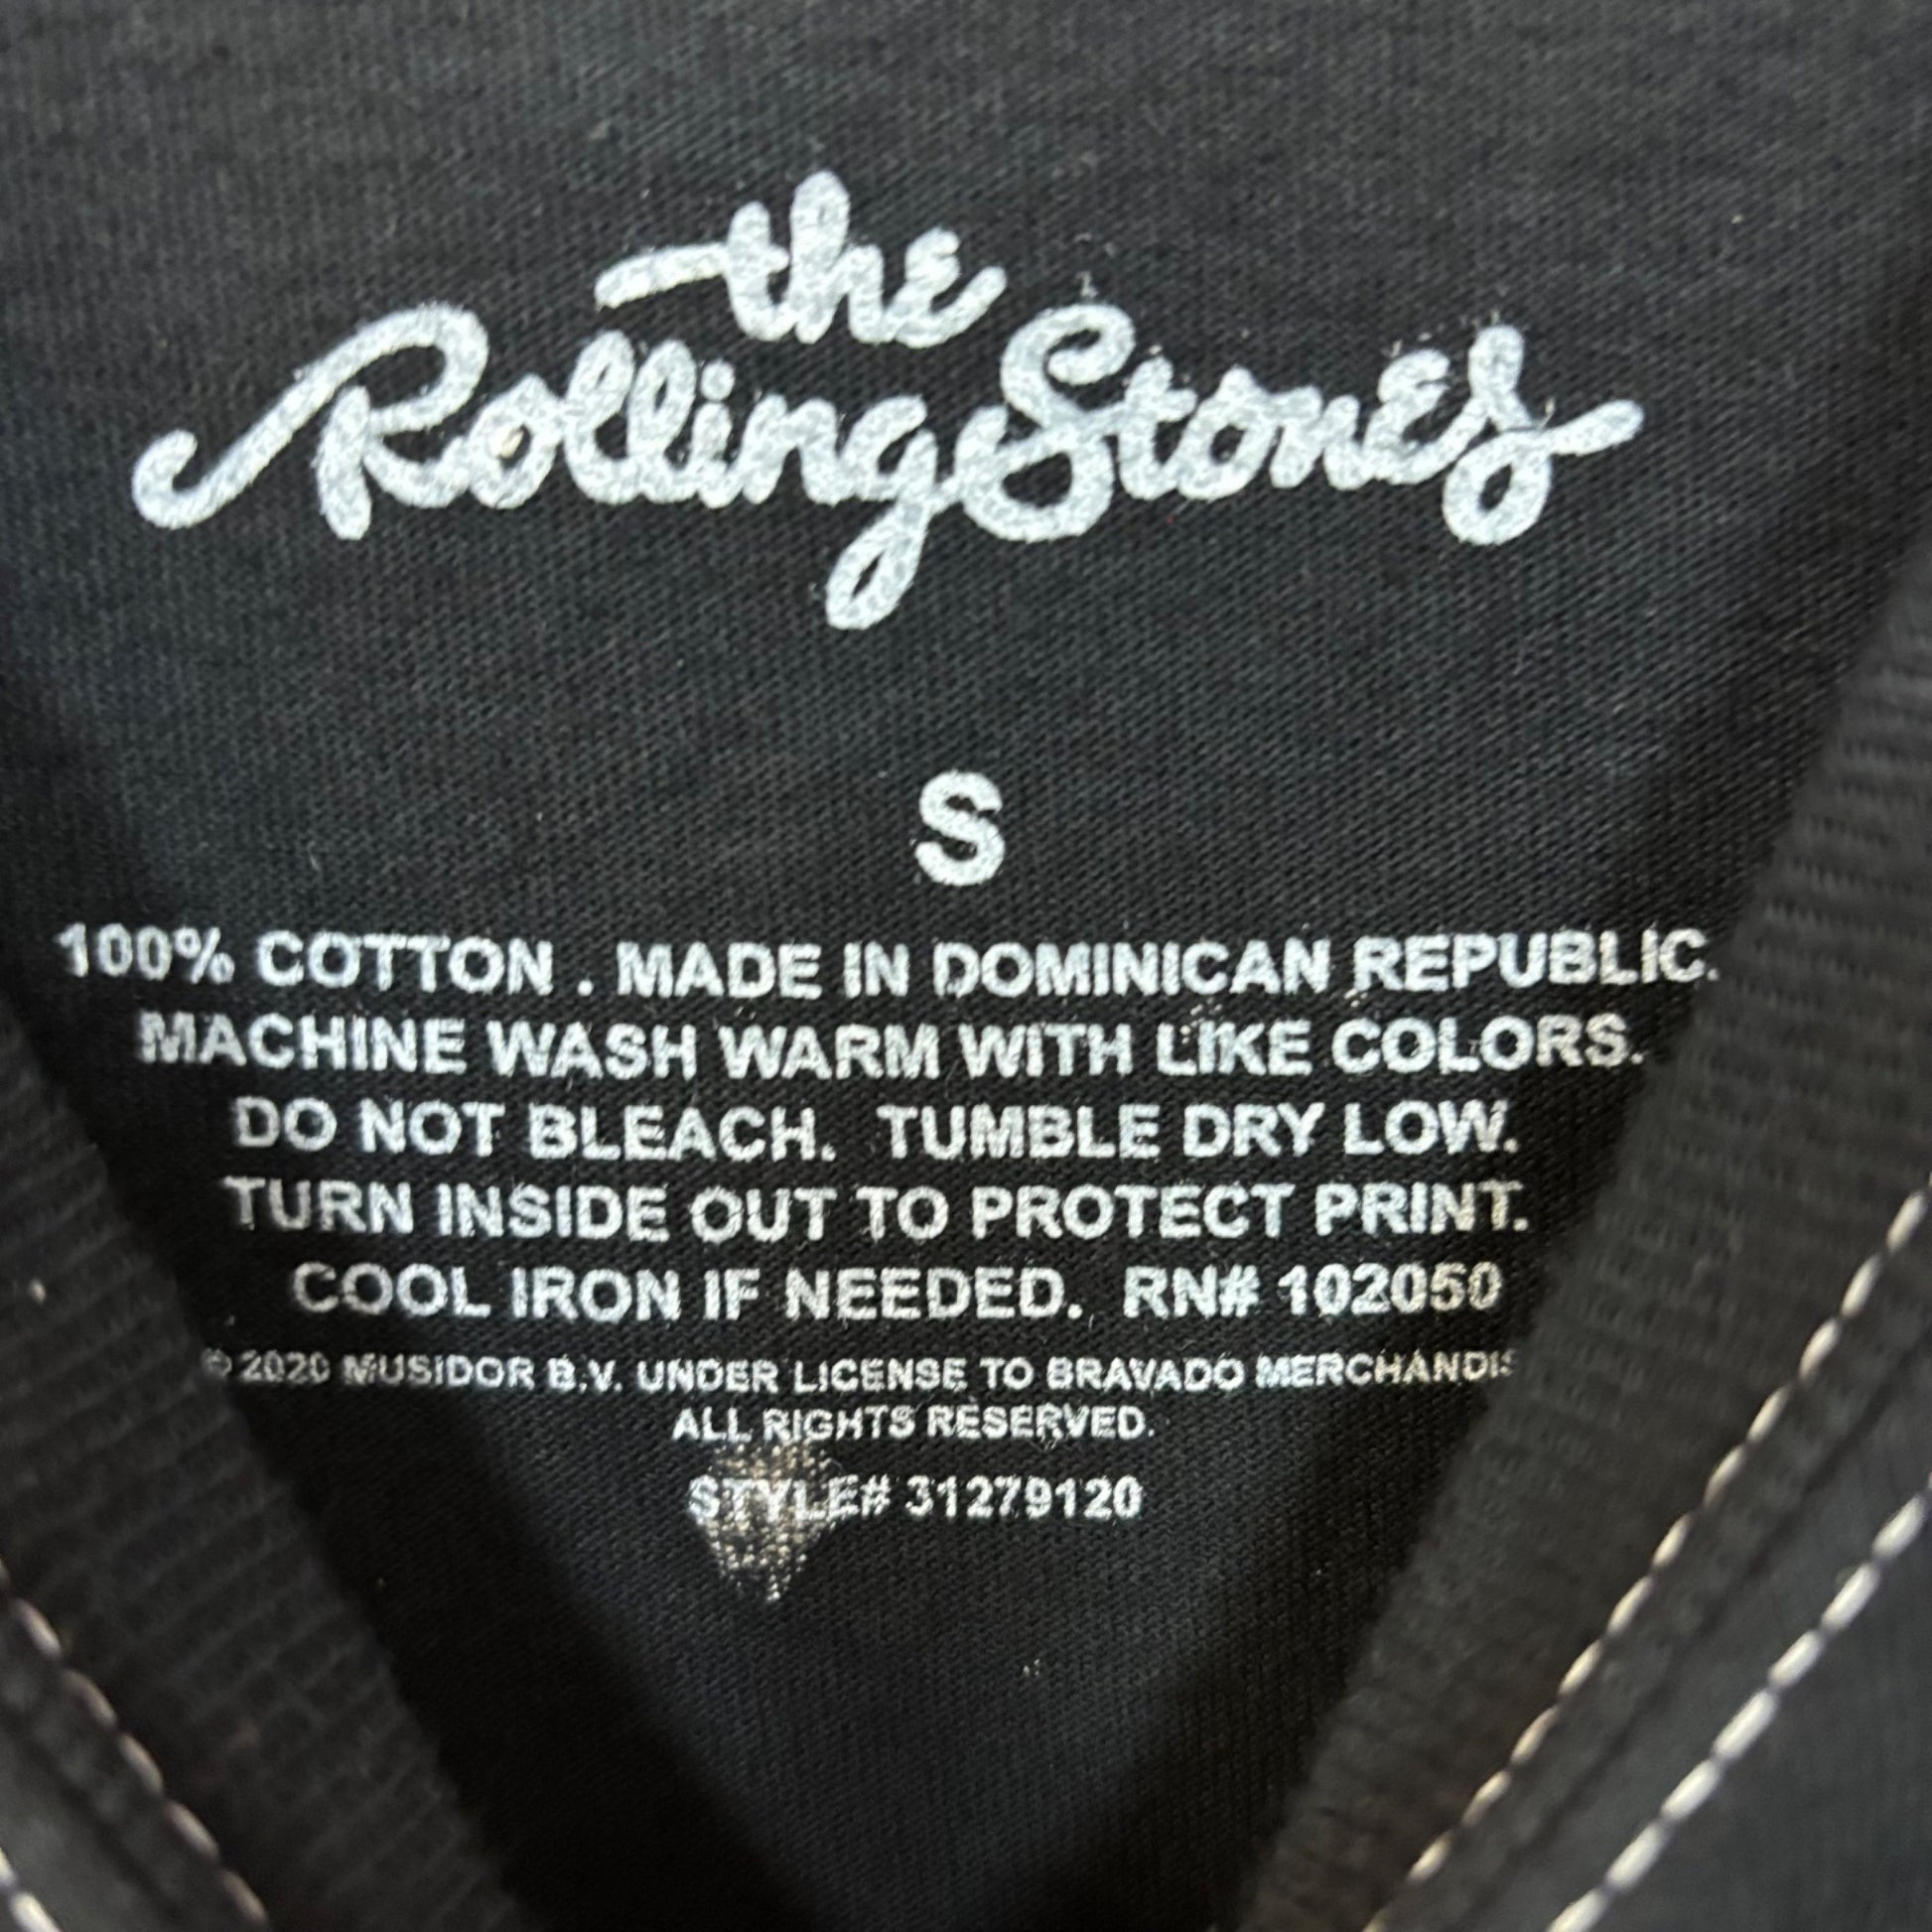 the
Rolling Stones
S
100% COTTON . MADE IN DOMINICAN REPUBLIC.
MACHINE WASH WARM WITH LIKE COLORS.
DO NOT BLEACH. TUMBLE DRY LOW.
TURN INSIDE OUT TO PROTECT PRINT.
COOL IRON IF NEEDED. RN# 102050
© 2020 MUSIDOR B.V. UNDER LICENSE TO BRAVADO
ALL RIGHTS RESERVED.
STYLE# 31279120